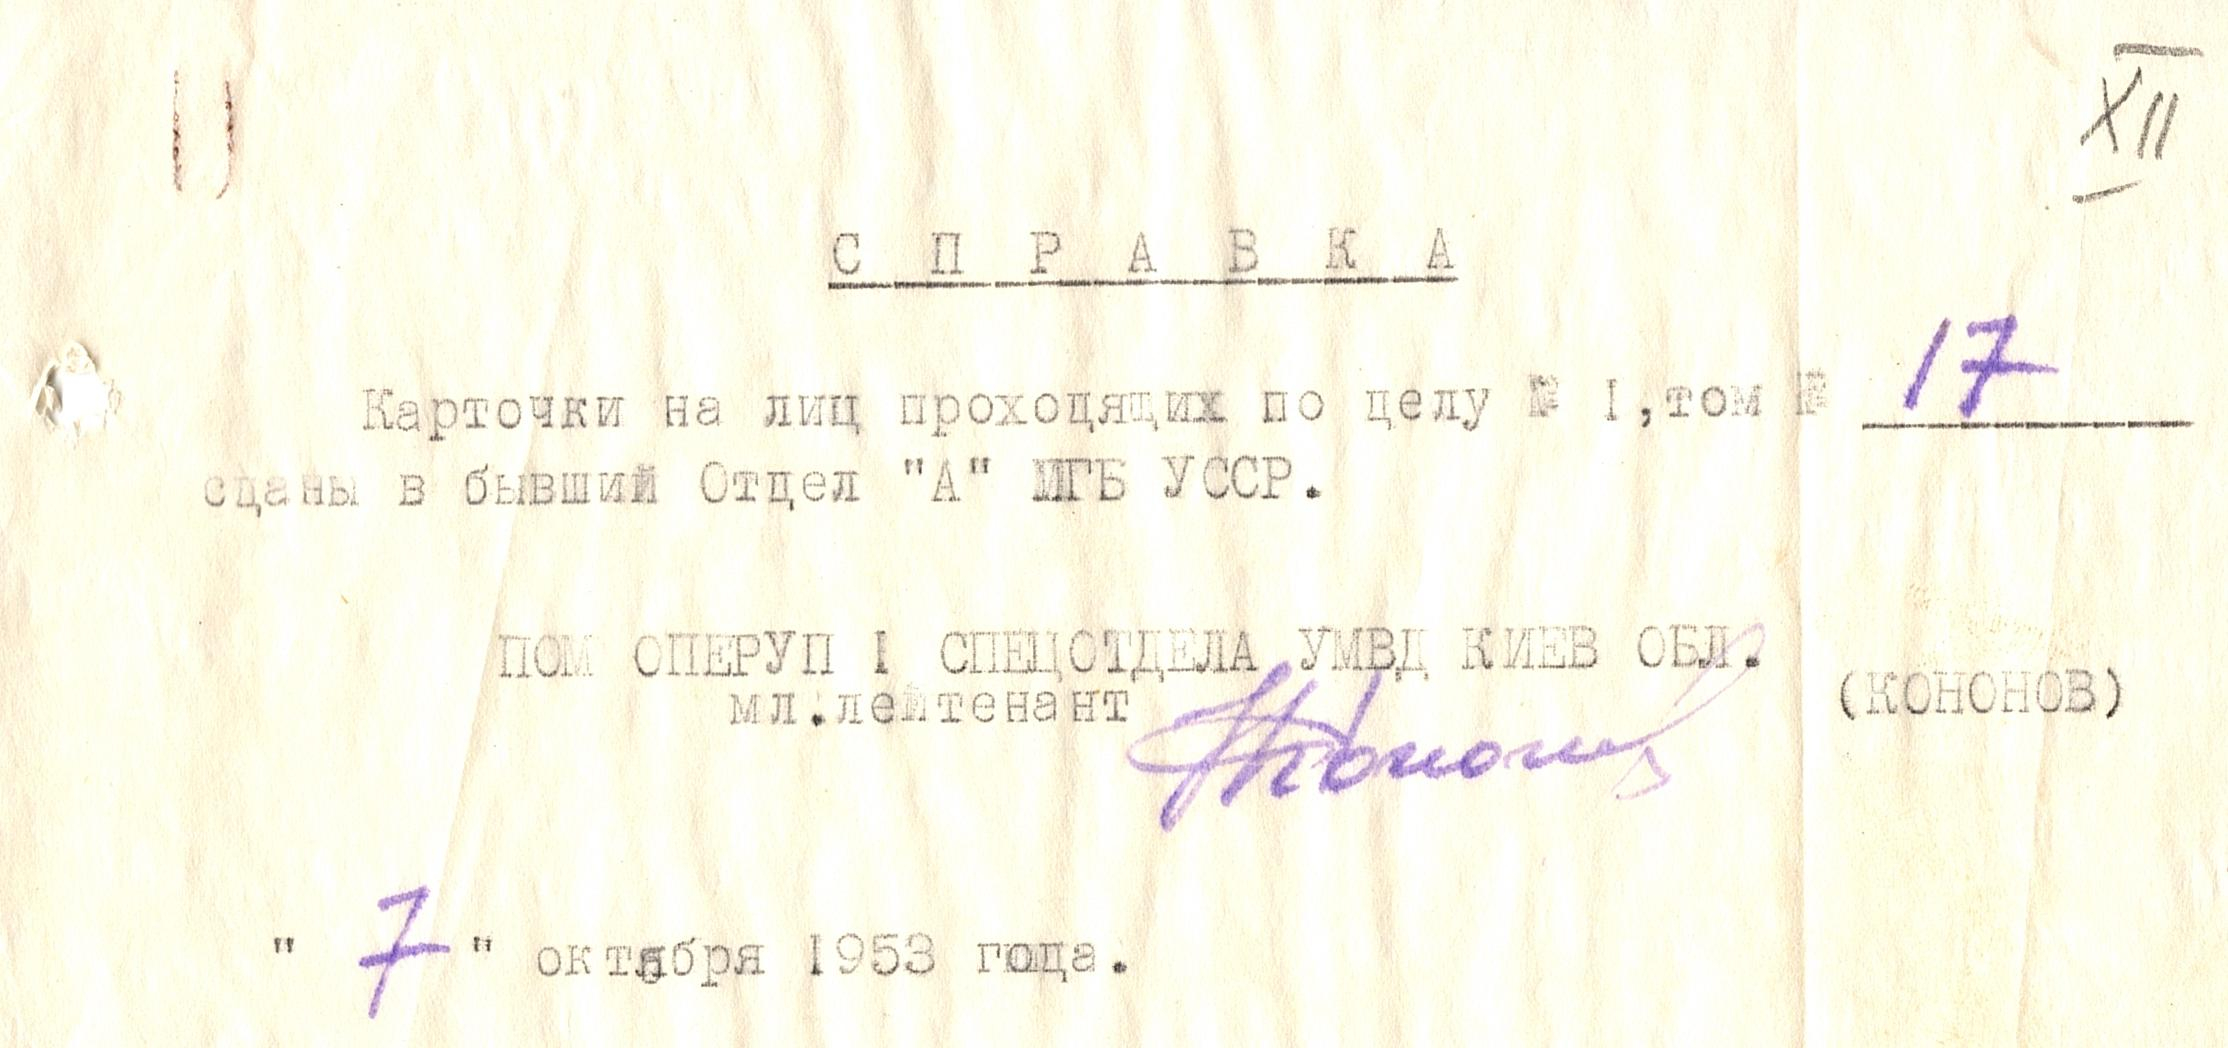 XII
С П Р А В К А
Карточки на лиц проходящих по делу № I, том № 17
сданы в бывший Отдел "А" МГБ УССР.
ПОМ ОПЕРУП I СПЕЦОТДЕЛА УМВД КИЕВ ОБЛ.
мл.лейтенант (КОНОНОВ)
Кононов
" 7 " октября 1953 года.